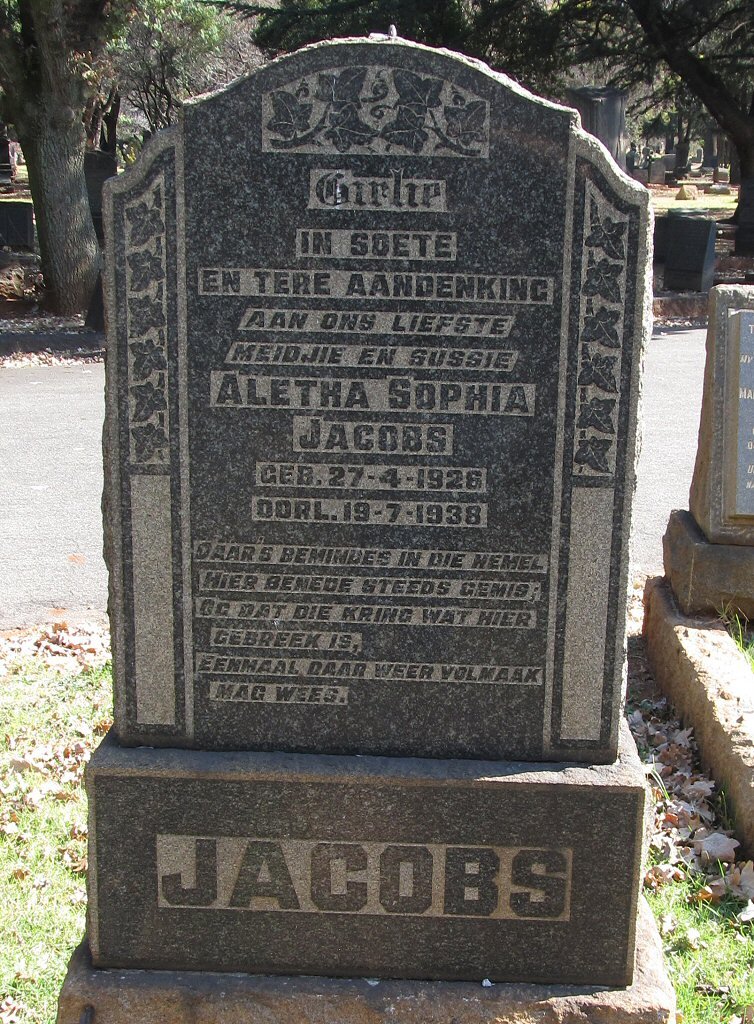 Girlie
IN SOETE
EN TERE AANDENKING
AAN ONS LIEFSTE
MEIDJIE EN SUSSIE
ALETHA SOPHIA
JACOBS
GEB. 27-4-1926
OORL. 19-7-1938
DAAR'S BEMINDES IN DIE HEMEL
HIER BENEDE STEEDS GEMIS;
OG DAT DIE KRING WAT HIER
GEBREEK IS,
EENMAAL DAAR WEER VOLMAAK
MAG WEES.
JACOBS